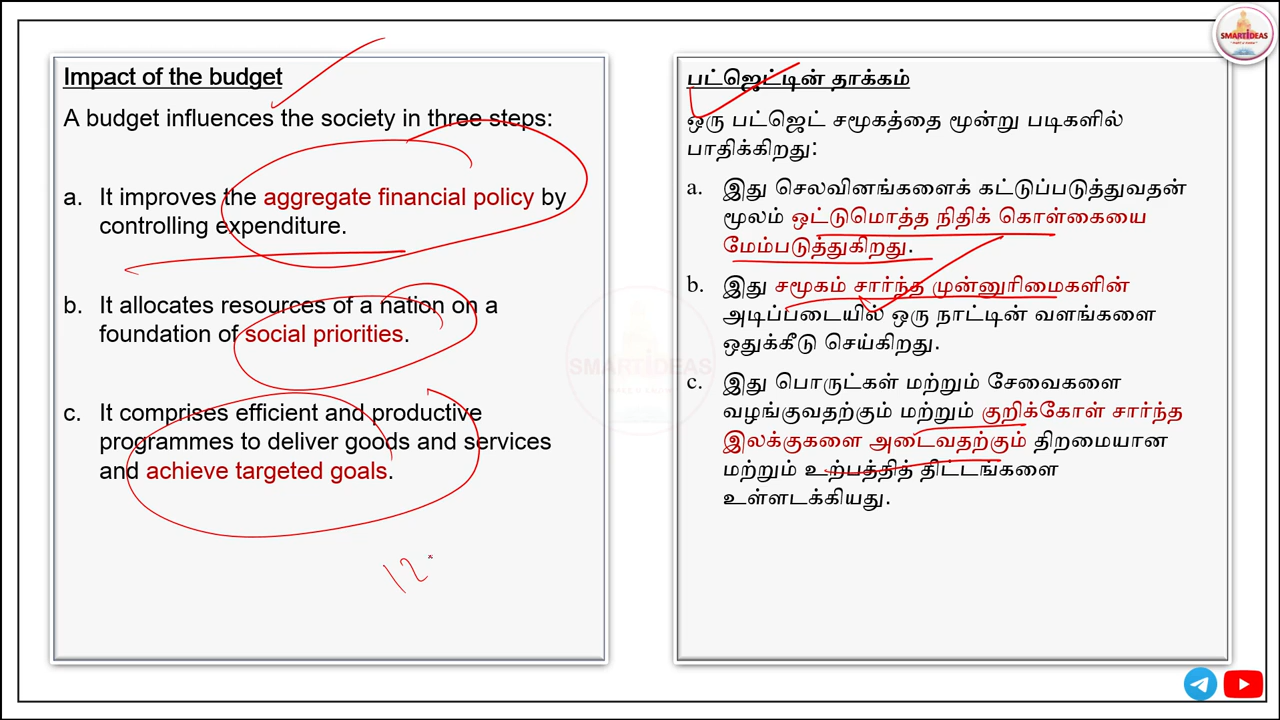 SMARTIDEAS
Impact of the budget
A budget influences the society in three steps:
a. It improves the aggregate financial policy by
controlling expenditure.
b. It allocates resources of a nation on a
foundation of social priorities.
c. It comprises efficient and productive
programmes to deliver goods and services
and achieve targeted goals.
12
பட்ஜெட்டின் தாக்கம்
ஒரு பட்ஜெட் சமூகத்தை மூன்று படிகளில்
பாதிக்கிறது:
a. இது செலவினங்களைக் கட்டுப்படுத்துவதன்
மூலம் ஒட்டுமொத்த நிதிக் கொள்கையை
மேம்படுத்துகிறது.
b. இது சமூகம் சார்ந்த முன்னுரிமைகளின்
அடிப்படையில் ஒரு நாட்டின் வளங்களை
ஒதுக்கீடு செய்கிறது.
c. இது பொருட்கள் மற்றும் சேவைகளை
வழங்குவதற்கும் மற்றும் குறிக்கோள் சார்ந்த
இலக்குகளை அடைவதற்கும் திறமையான
மற்றும் உற்பத்தித் திட்டங்களை
உள்ளடக்கியது.
SMARTIDEAS